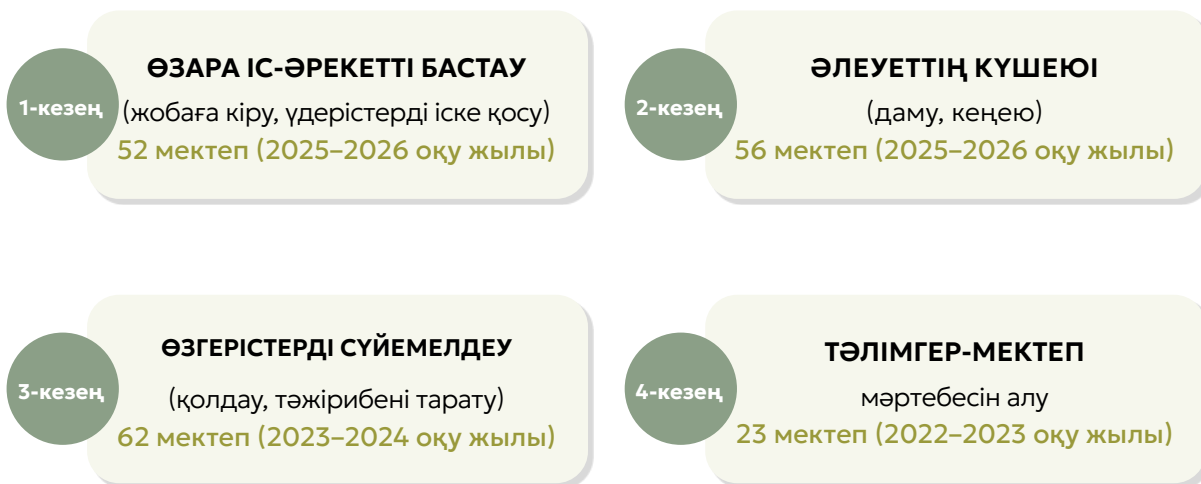 1-кезең
ӨЗАРА ІС-ӘРЕКЕТТІ БАСТАУ
(жобаға кіру, үдерістерді іске қосу)
52 мектеп (2025–2026 оқу жылы)
2-кезең
ӘЛЕУЕТТІҢ КҮШЕЮІ
(даму, кеңею)
56 мектеп (2025–2026 оқу жылы)
3-кезең
ӨЗГЕРІСТЕРДІ СҮЙЕМЕЛДЕУ
(қолдау, тәжірибені тарату)
62 мектеп (2023–2024 оқу жылы)
4-кезең
ТӘЛІМГЕР-МЕКТЕП
мәртебесін алу
23 мектеп (2022–2023 оқу жылы)